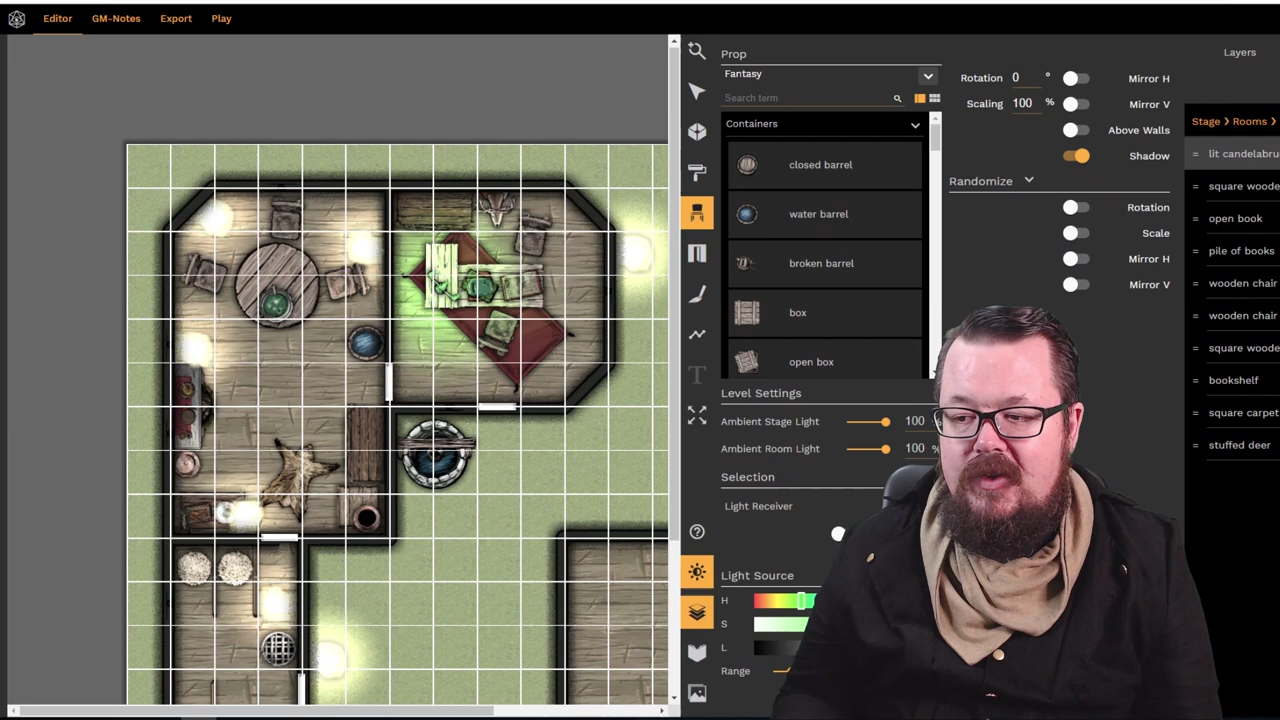 Editor GM-Notes Export Play
Prop
Fantasy
Search term
Containers
closed barrel
water barrel
broken barrel
box
open box
Rotation 0 °
Scaling 100 %
Mirror H
Mirror V
Above Walls
Shadow
Randomize
Rotation
Scale
Mirror H
Mirror V
Layers
Stage ❯ Rooms ❯
= lit candelabru
= square woode
= open book
= pile of books
= wooden chair
= wooden chair
= square woode
= bookshelf
= square carpet
= stuffed deer
Level Settings
Ambient Stage Light 100 %
Ambient Room Light 100 %
Selection
Light Receiver
Light Source
H
S
L
Range